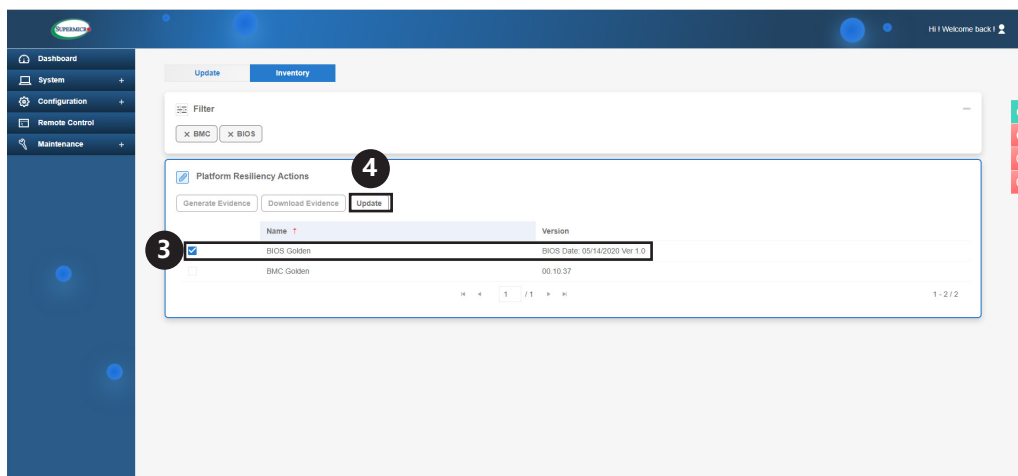 SUPERMICR
Hi ! Welcome back !
Dashboard
System +
Configuration +
Remote Control
Maintenance +
Update Inventory
Filter
× BMC × BIOS
4
Platform Resiliency Actions
Generate Evidence Download Evidence Update
Name ↑ Version
3
BIOS Golden BIOS Date: 05/14/2020 Ver 1.0
BMC Golden 00.10.37
1 / 1
1 - 2 / 2